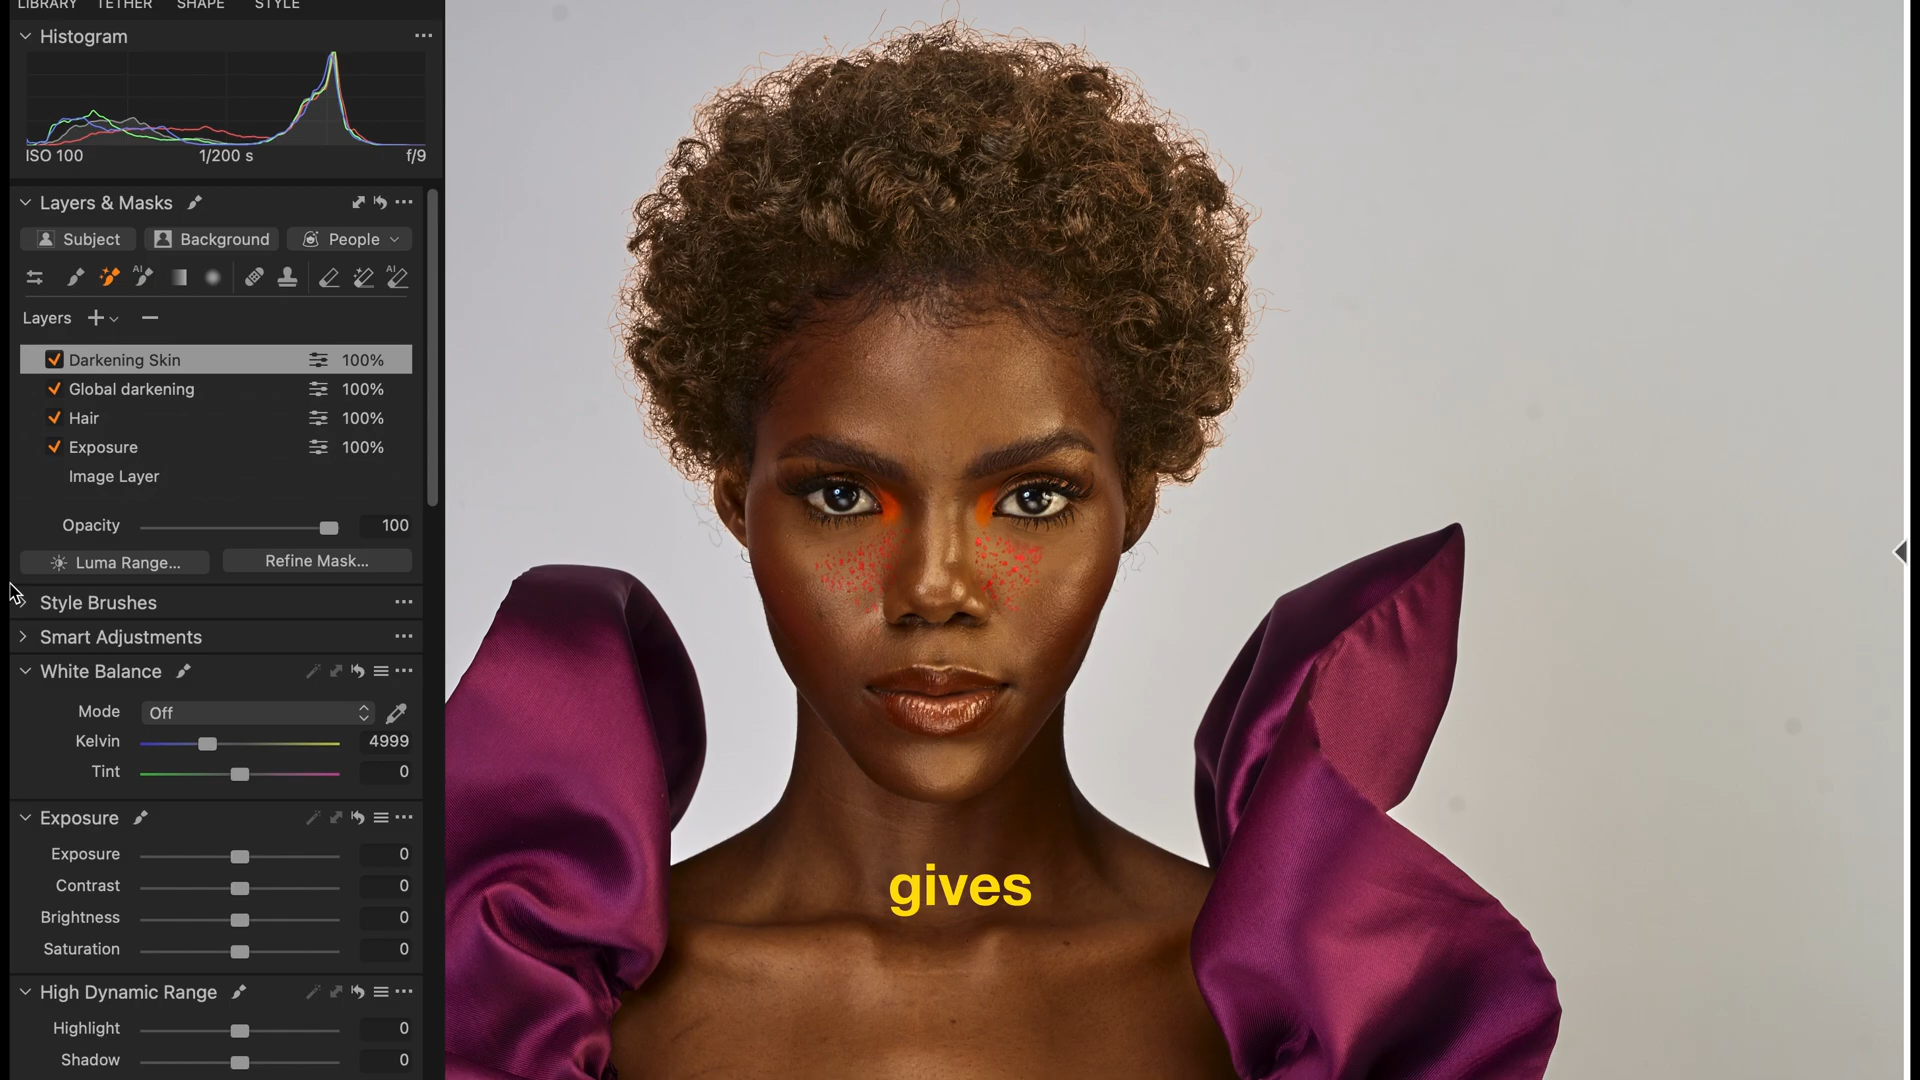 LIBRARY TETHER SHAPE STYLE
Histogram
ISO 100 1/200 s f/9
Layers & Masks
Subject Background People
AI AI
Layers
Darkening Skin 100%
Global darkening 100%
Hair 100%
Exposure 100%
Image Layer
Opacity 100
Luma Range... Refine Mask...
Style Brushes
Smart Adjustments
White Balance
Mode Off
Kelvin 4999
Tint 0
Exposure
Exposure 0
Contrast 0
Brightness 0
Saturation 0
High Dynamic Range
Highlight 0
Shadow 0
gives